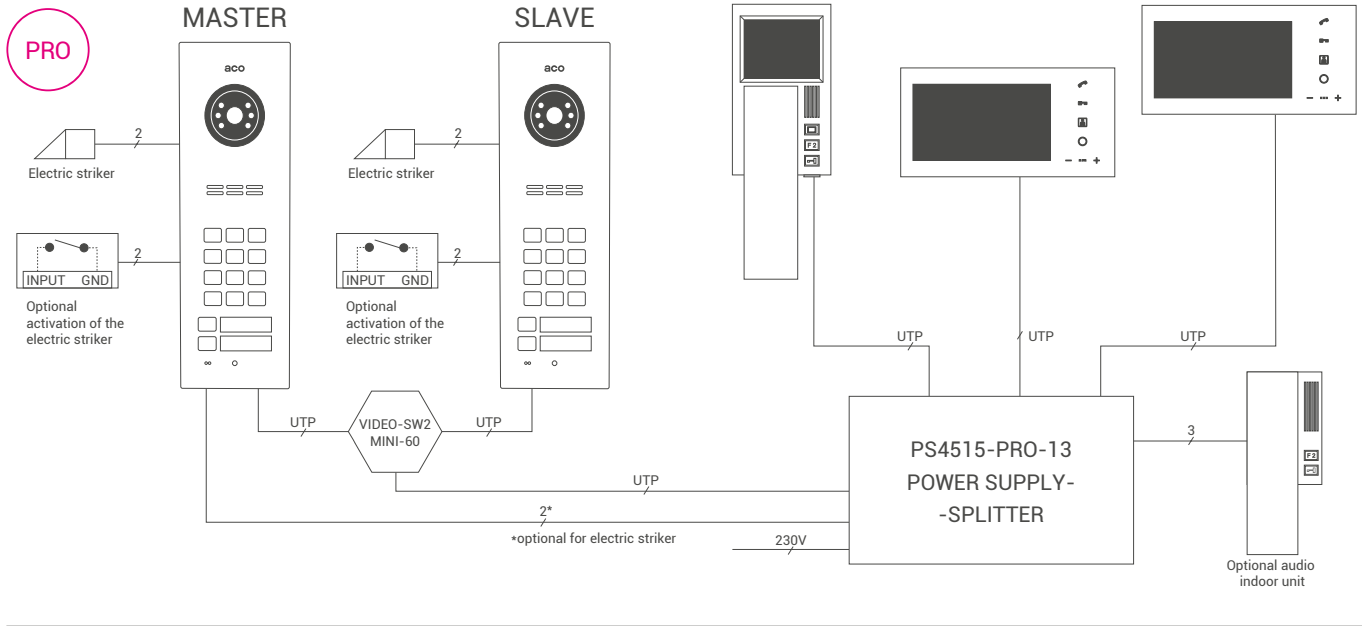 PRO
MASTER
SLAVE
aco
aco
2
Electric striker
2
Electric striker
2
INPUT GND
Optional
activation of the
electric striker
2
INPUT GND
Optional
activation of the
electric striker
F2
UTP
UTP
UTP
UTP
VIDEO-SW2
MINI-60
UTP
UTP
2*
*optional for electric striker
230V
PS4515-PRO-13
POWER SUPPLY-
-SPLITTER
3
F2
Optional audio
indoor unit